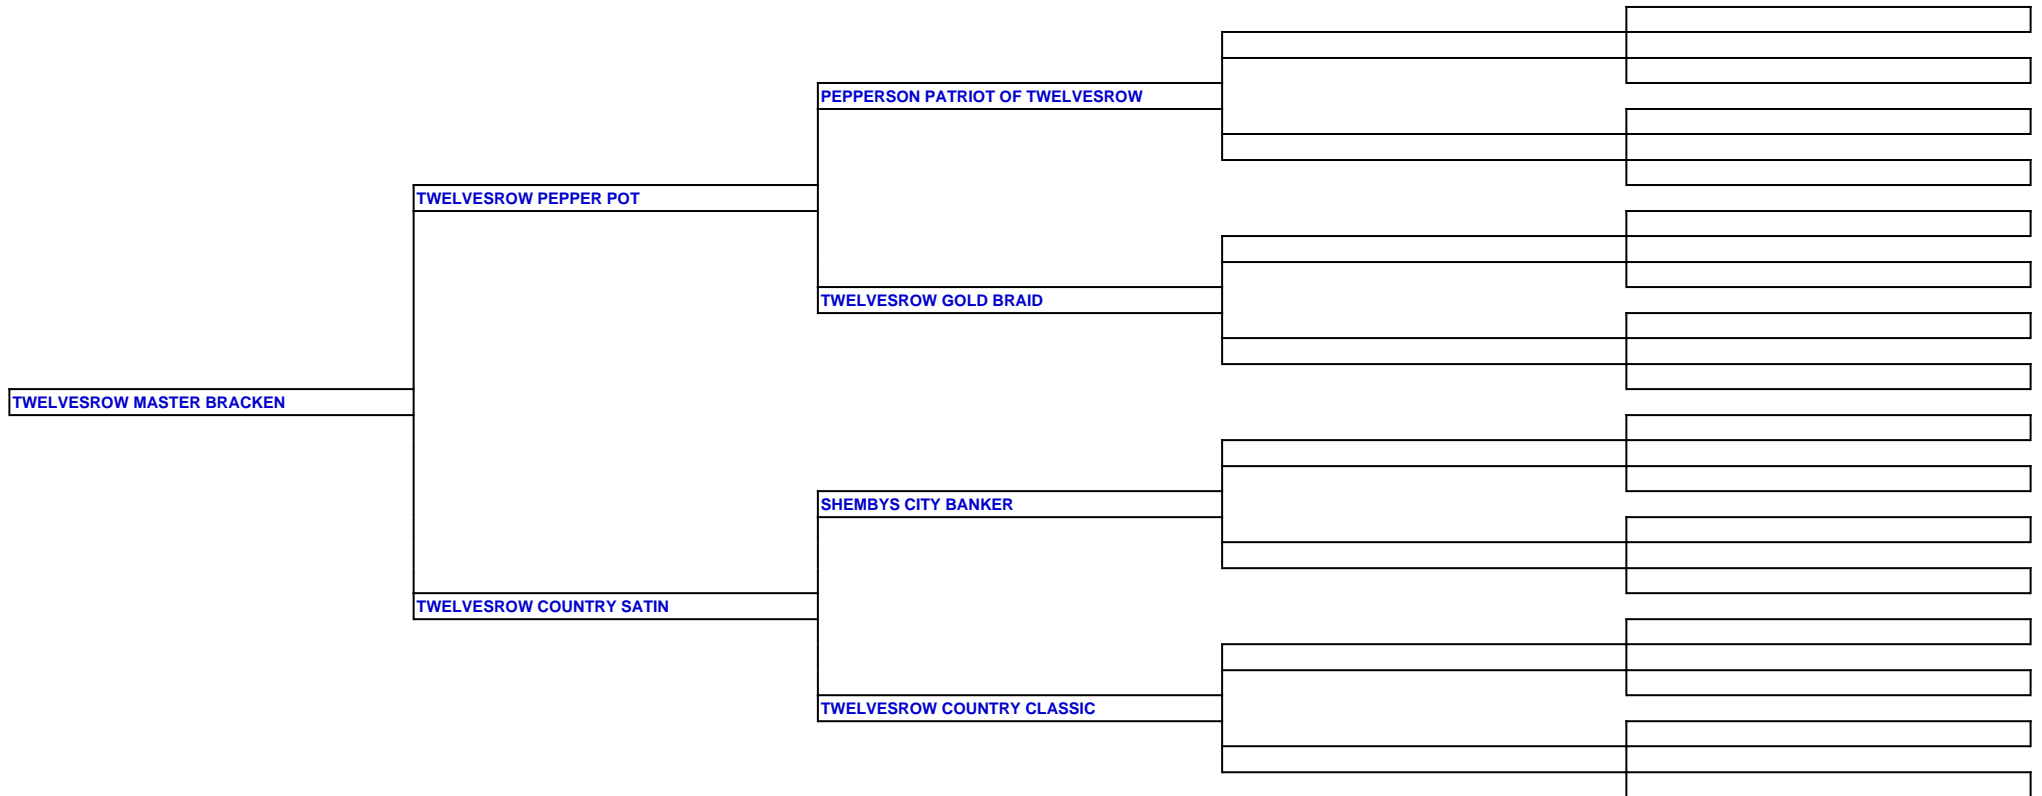 PEPPERSON PATRIOT OF TWELVESROW
TWELVESROW PEPPER POT
TWELVESROW GOLD BRAID
TWELVESROW MASTER BRACKEN
SHEMBYS CITY BANKER
TWELVESROW COUNTRY SATIN
TWELVESROW COUNTRY CLASSIC